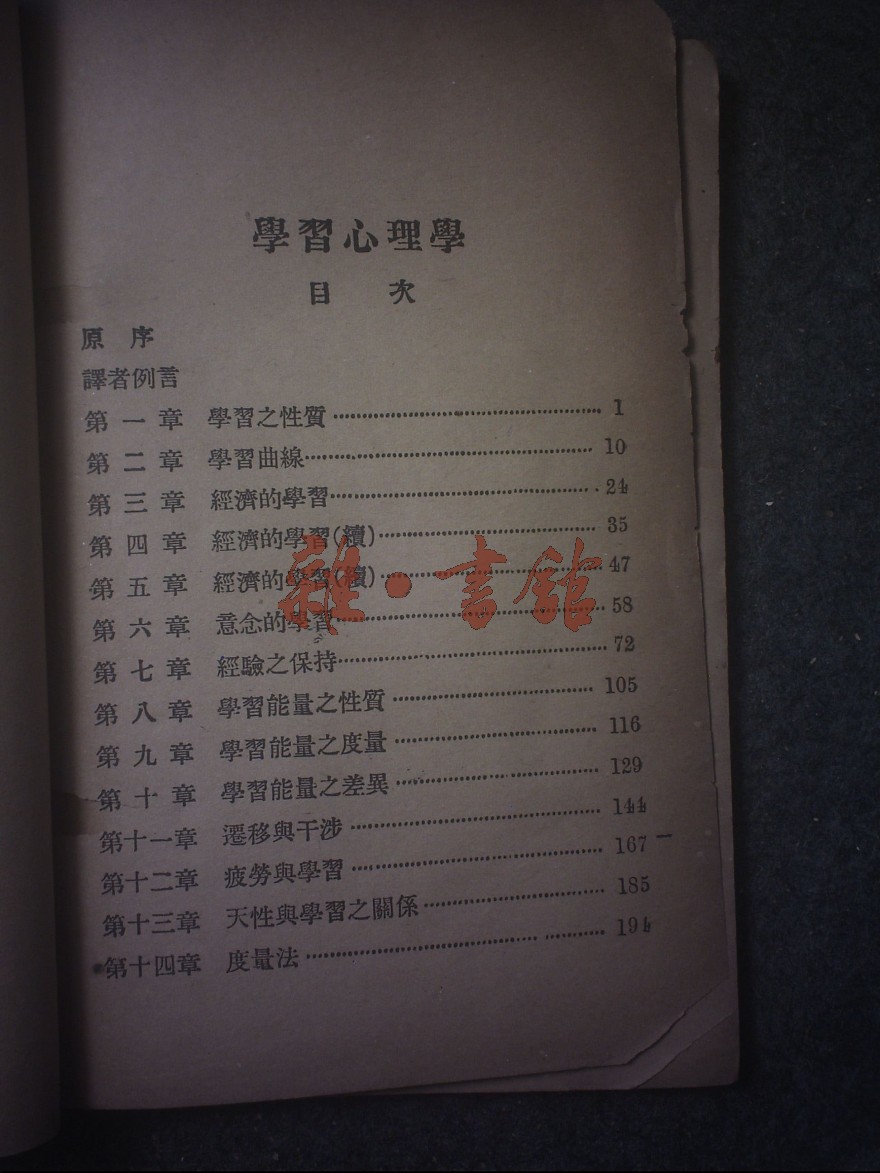 學習心理學
目 次
原 序
譯者例言
第一章 學習之性質 1
第二章 學習曲線 10
第三章 經濟的學習 24
第四章 經濟的學習(續) 35
第五章 經濟的學習(續) 47
第六章 意念的學習 58
第七章 經驗之保持 72
第八章 學習能量之性質 105
第九章 學習能量之度量 116
第十章 學習能量之差異 129
第十一章 遷移與干涉 144
第十二章 疲勞與學習 167
第十三章 天性與學習之關係 185
第十四章 度量法 194
雜·書館